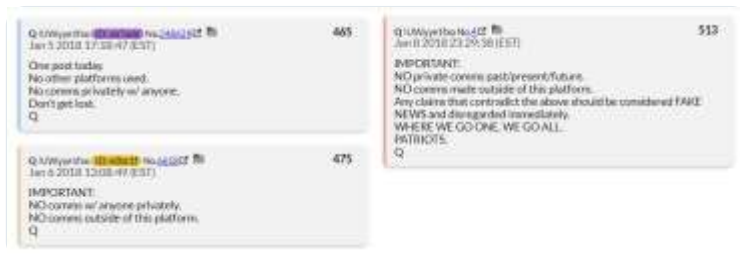 465
Jan 5 2018 17:18:47 (EST)
One post today.
No other platforms used.
No comms privately w/ anyone.
Don't get lost.
Q
475
Jan 6 2018 12:08:49 (EST)
IMPORTANT:
NO comms w/ anyone privately.
NO comms outside of this platform.
Q
513
Jan 8 2018 23:29:38 (EST)
IMPORTANT:
NO private comms past/present/future.
NO comms made outside of this platform.
Any claims that contradict the above should be considered FAKE
NEWS and disregarded immediately.
WHERE WE GO ONE, WE GO ALL.
PATRIOTS.
Q